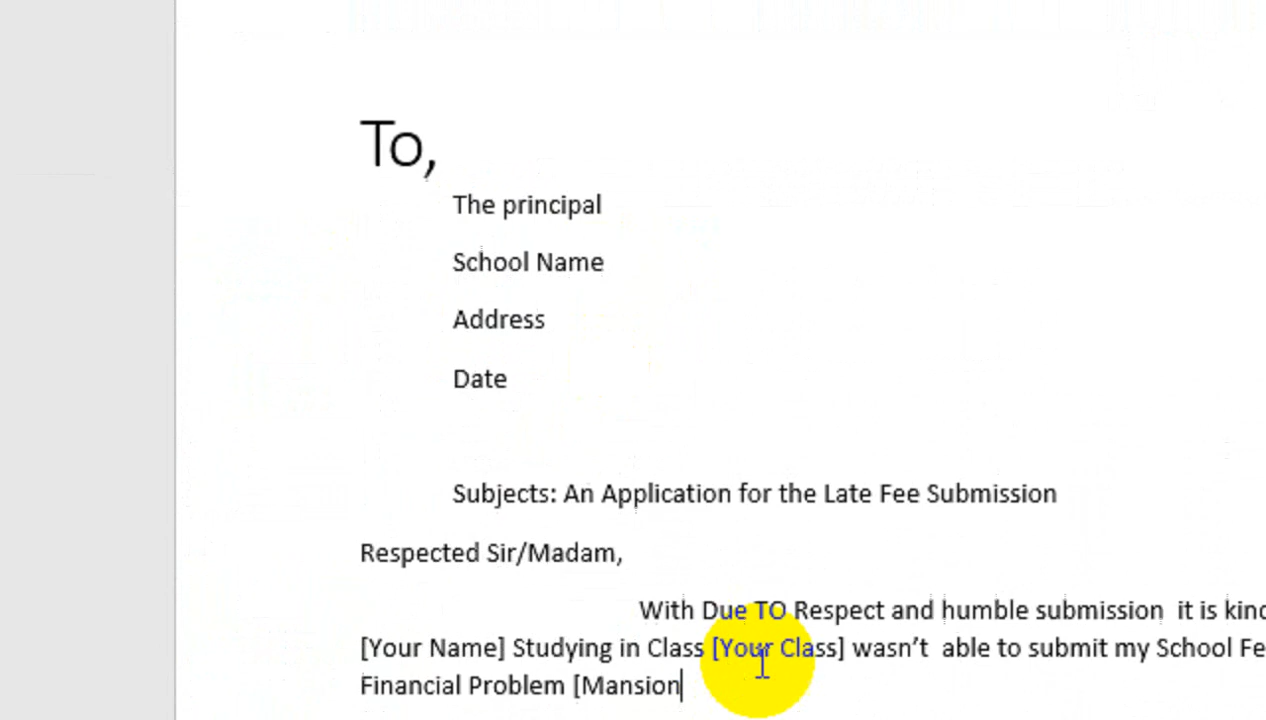 To,
The principal
School Name
Address
Date
Subjects: An Application for the Late Fee Submission
Respected Sir/Madam,
With Due TO Respect and humble submission  it is kind
[Your Name] Studying in Class [Your Class] wasn’t  able to submit my School Fe
Financial Problem [Mansion